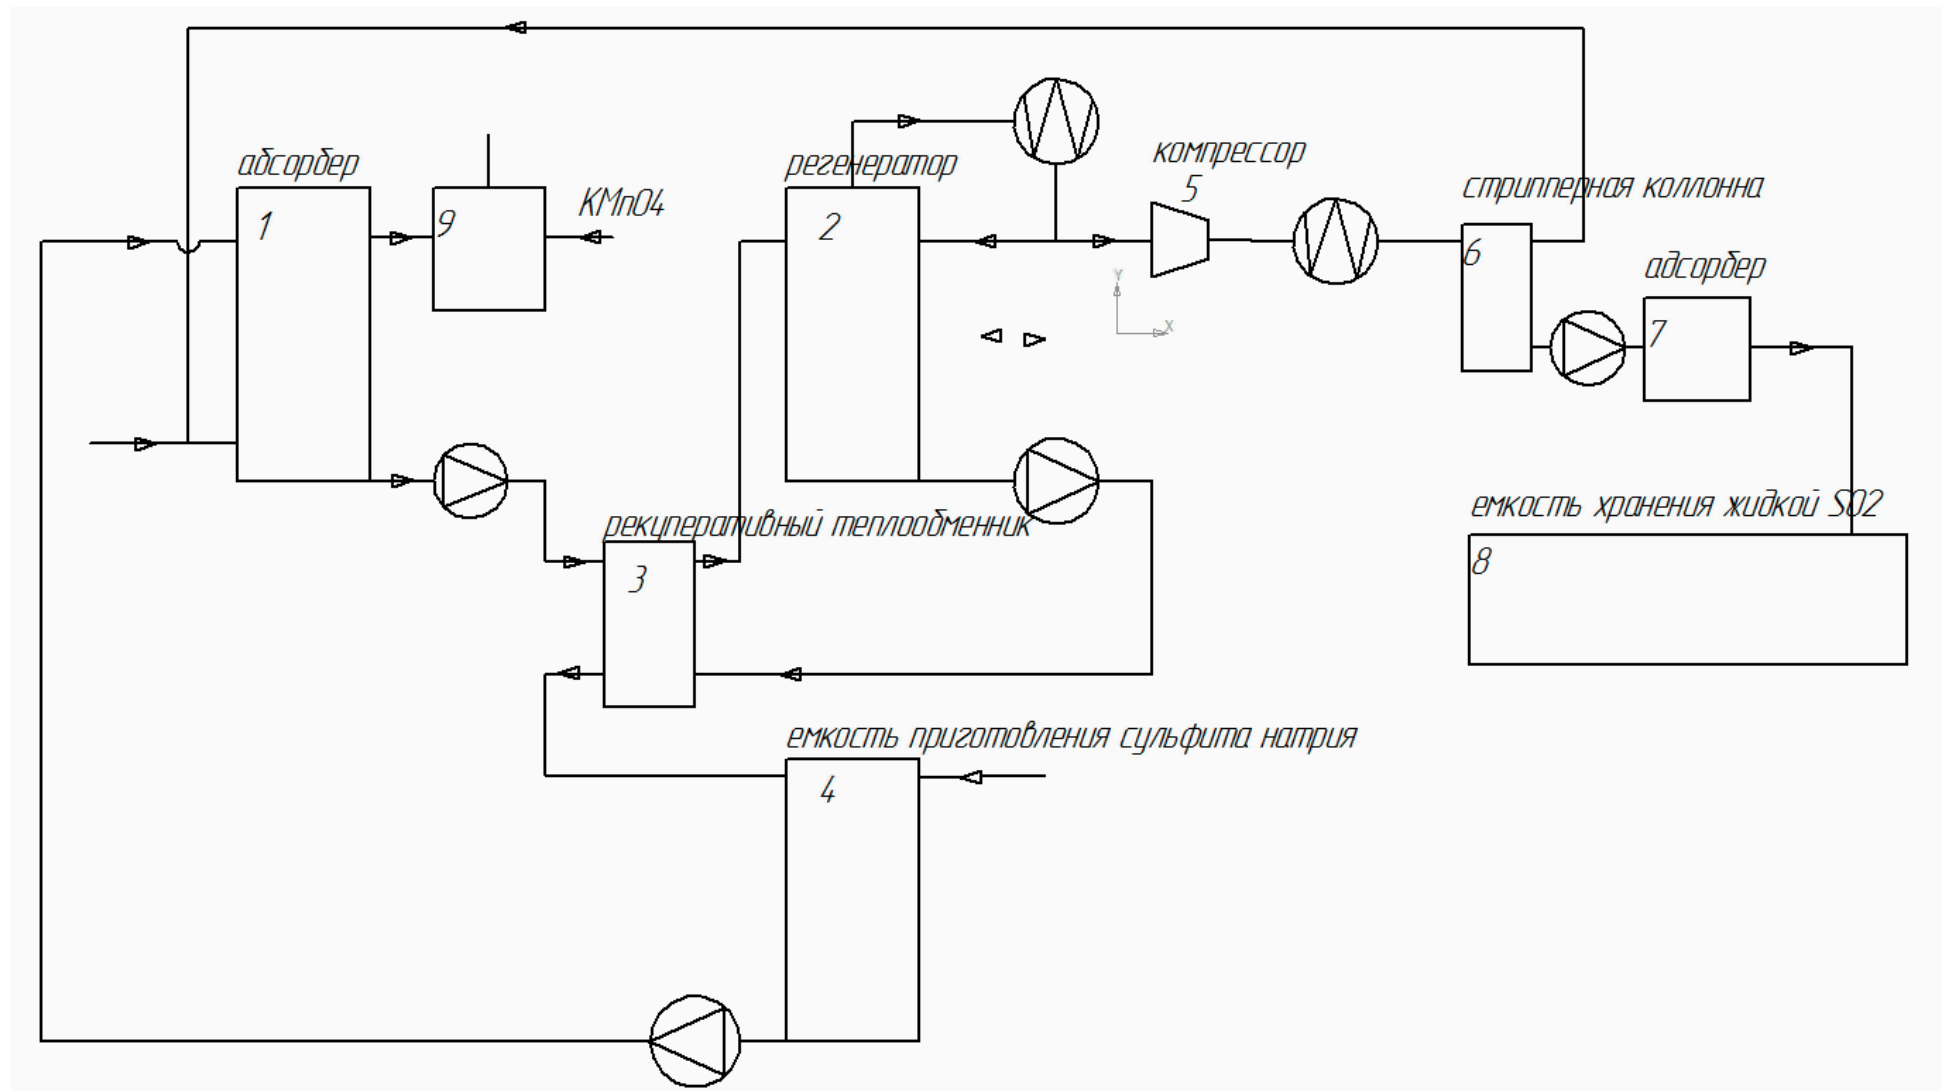 абсорбер
1
9
KMnO4
регенератор
2
компрессор
5
стрипперная коллонна
6
адсорбер
7
Y
X
рекуперативный теплообменник
3
емкость хранения жидкой SO2
8
емкость приготовления сульфита натрия
4